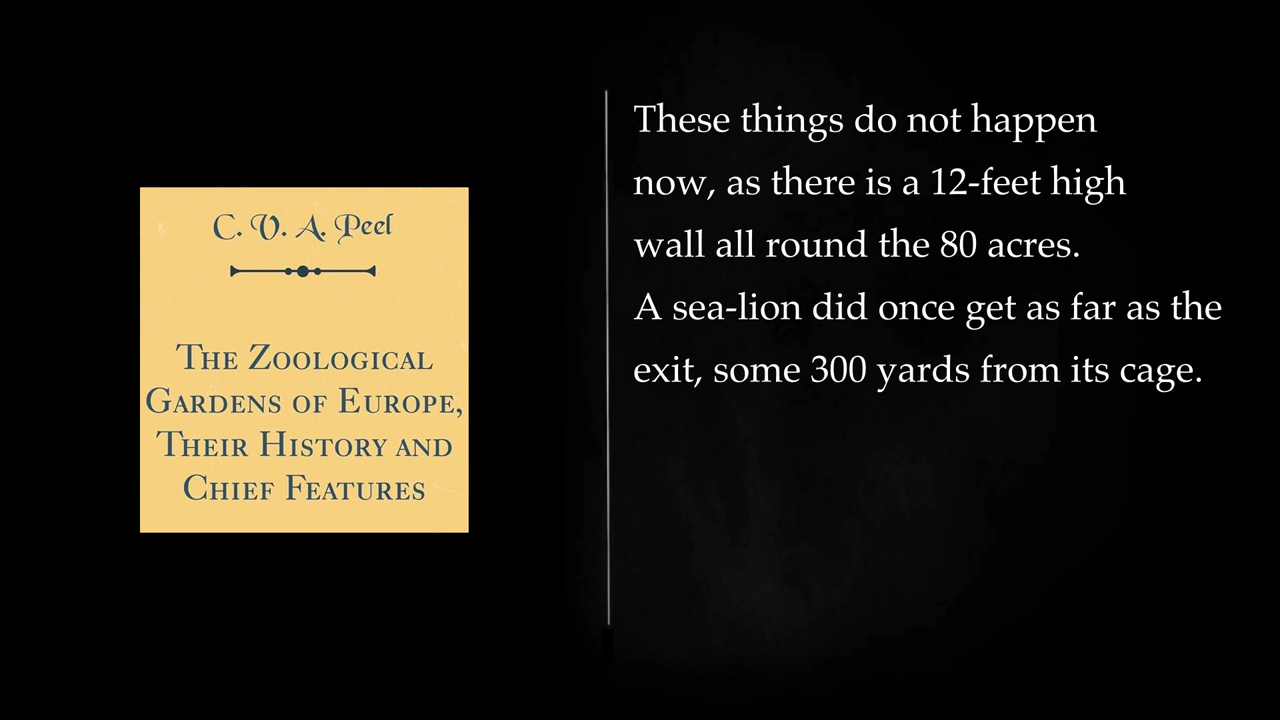 C. V. A. Peel
The Zoological
Gardens of Europe,
Their History and
Chief Features
These things do not happen
now, as there is a 12-feet high
wall all round the 80 acres.
A sea-lion did once get as far as the
exit, some 300 yards from its cage.